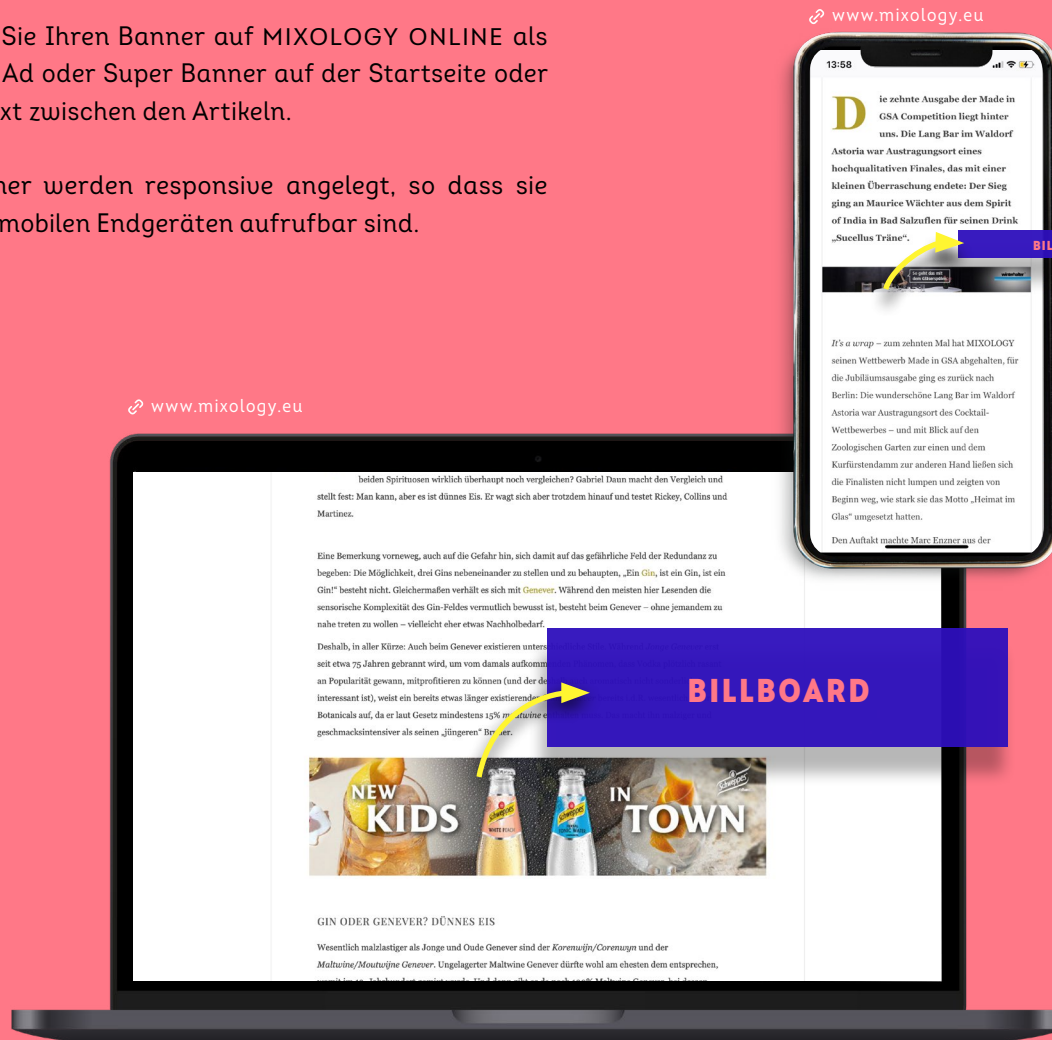 Sie Ihren Banner auf MIXOLOGY ONLINE als
Ad oder Super Banner auf der Startseite oder
xt zwischen den Artikeln.
ner werden responsive angelegt, so dass sie
mobilen Endgeräten aufrufbar sind.
www.mixology.eu
13:58
Die zehnte Ausgabe der Made in
GSA Competition liegt hinter
uns. Die Lang Bar im Waldorf
Astoria war Austragungsort eines
hochqualitativen Finales, das mit einer
kleinen Überraschung endete: Der Sieg
ging an Maurice Wächter aus dem Spirit
of India in Bad Salzuflen für seinen Drink
„Sucellus Träne“.
BIL
So geht das mit
dem Gläserspülen
winterhalter
It's a wrap – zum zehnten Mal hat MIXOLOGY
seinen Wettbewerb Made in GSA abgehalten, für
die Jubiläumsausgabe ging es zurück nach
Berlin: Die wunderschöne Lang Bar im Waldorf
Astoria war Austragungsort des Cocktail-
Wettbewerbes – und mit Blick auf den
Zoologischen Garten zur einen und dem
Kurfürstendamm zur anderen Hand ließen sich
die Finalisten nicht lumpen und zeigten von
Beginn weg, wie stark sie das Motto „Heimat im
Glas“ umgesetzt hatten.
Den Auftakt machte Marc Enzner aus der
www.mixology.eu
beiden Spirituosen wirklich überhaupt noch vergleichen? Gabriel Daun macht den Vergleich und
stellt fest: Man kann, aber es ist dünnes Eis. Er wagt sich aber trotzdem hinauf und testet Rickey, Collins und
Martinez.
Eine Bemerkung vorneweg, auch auf die Gefahr hin, sich damit auf das gefährliche Feld der Redundanz zu
begeben: Die Möglichkeit, drei Gins nebeneinander zu stellen und zu behaupten, „Ein Gin, ist ein Gin, ist ein
Gin!“ besteht nicht. Gleichermaßen verhält es sich mit Genever. Während den meisten hier Lesenden die
sensorische Komplexität des Gin-Feldes vermutlich bewusst ist, besteht beim Genever – ohne jemandem zu
nahe treten zu wollen – vielleicht eher etwas Nachholbedarf.
Deshalb, in aller Kürze: Auch beim Genever existieren unters
seit etwa 75 Jahren gebrannt wird, um vom damals aufkomm
an Popularität gewann, mitprofitieren zu können (und der de
interessant ist), weist ein bereits etwas länger existierende
Botanicals auf, da er laut Gesetz mindestens 15%
geschmacksintensiver als seinen „jüngeren“
BILLBOARD
NEW
KIDS
IN
TOWN
Schweppes
WHITE PEACH
TONIC WATER
GIN ODER GENEVER? DÜNNES EIS
Wesentlich malzlastiger als Jonge und Oude Genever sind der Korenwijn/Corenwyn und der
Maltwine/Moutwijne Genever. Ungelagerter Maltwine Genever dürfte wohl am ehesten dem entsprechen,